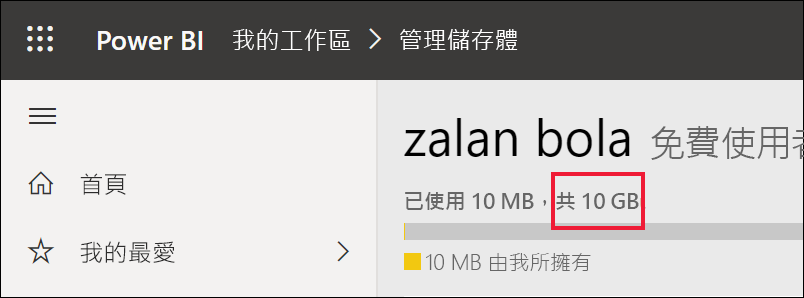 Power BI 我的工作區 > 管理儲存體
zalan bola 免費使用者
已使用 10 MB，共 10 GB
首頁
我的最愛 >
10 MB 由我所擁有